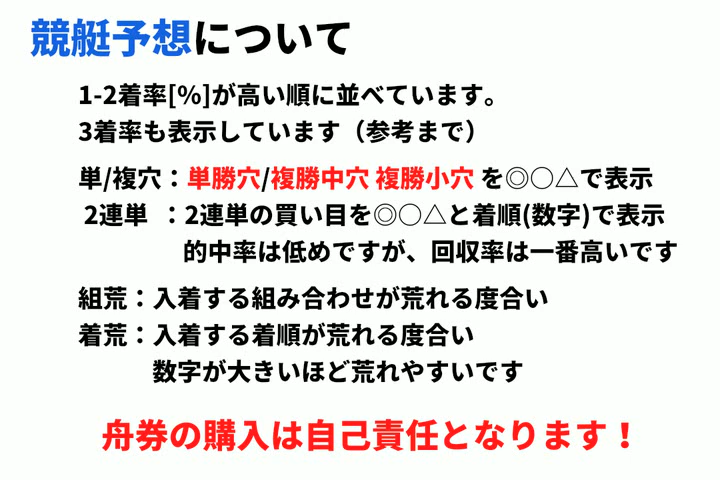 競艇予想について
1-2着率[%]が高い順に並べています。
3着率も表示しています（参考まで）
単/複穴：単勝穴/複勝中穴 複勝小穴 を◎○△で表示
2連単 ：2連単の買い目を◎○△と着順(数字)で表示
的中率は低めですが、回収率は一番高いです
組荒：入着する組み合わせが荒れる度合い
着荒：入着する着順が荒れる度合い
数字が大きいほど荒れやすいです
舟券の購入は自己責任となります！